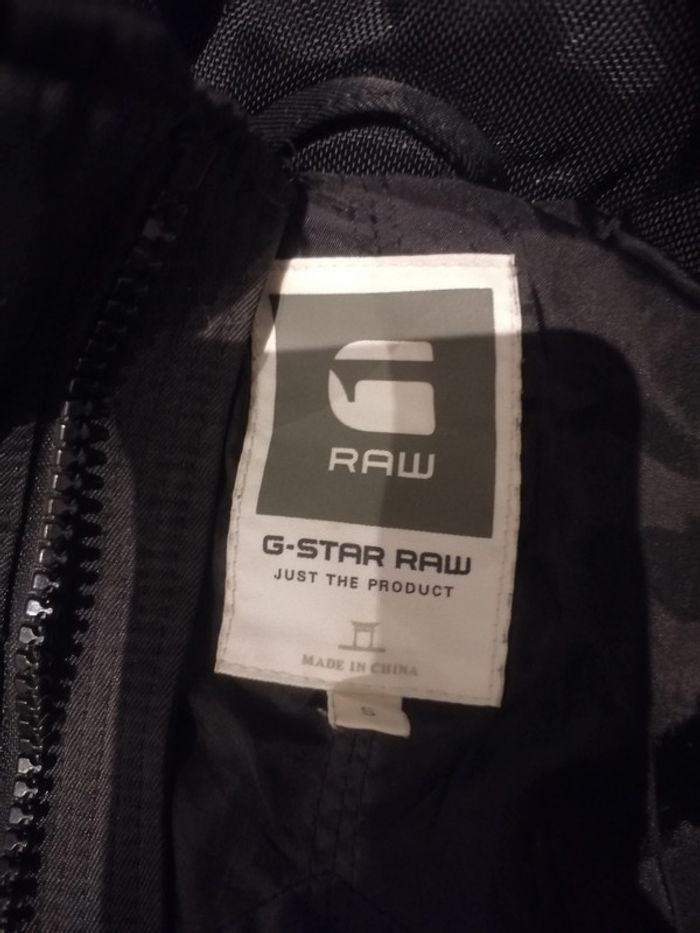 G
RAW
G-STAR RAW
JUST THE PRODUCT
MADE IN CHINA
S